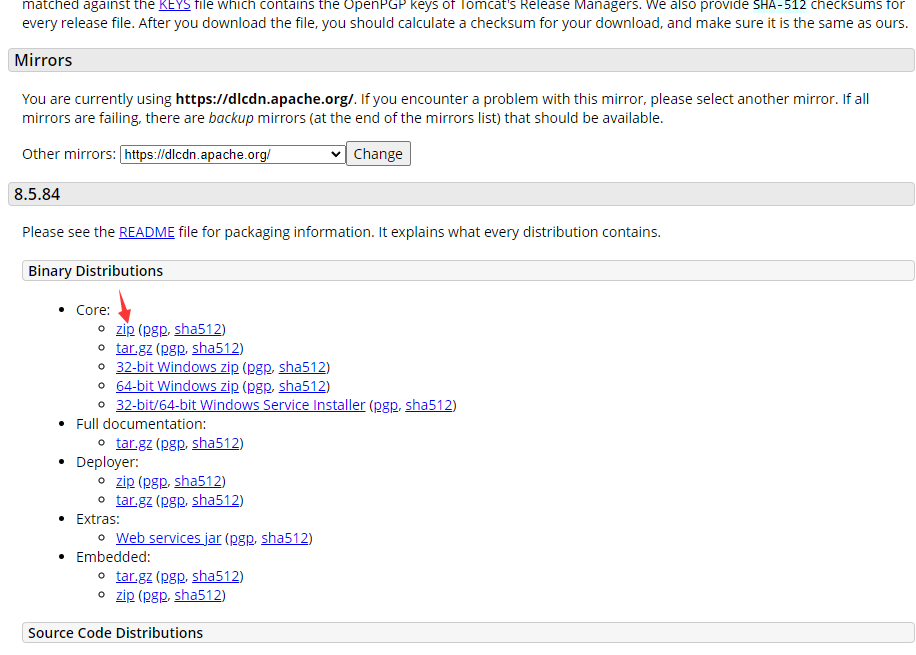 matched against the KEYS file which contains the OpenPGP keys of Tomcat's Release Managers. We also provide SHA-512 checksums for
every release file. After you download the file, you should calculate a checksum for your download, and make sure it is the same as ours.
Mirrors
You are currently using https://dlcdn.apache.org/. If you encounter a problem with this mirror, please select another mirror. If all
mirrors are failing, there are backup mirrors (at the end of the mirrors list) that should be available.
Other mirrors: https://dlcdn.apache.org/ Change
8.5.84
Please see the README file for packaging information. It explains what every distribution contains.
Binary Distributions
Core:
zip (pgp, sha512)
tar.gz (pgp, sha512)
32-bit Windows zip (pgp, sha512)
64-bit Windows zip (pgp, sha512)
32-bit/64-bit Windows Service Installer (pgp, sha512)
Full documentation:
tar.gz (pgp, sha512)
Deployer:
zip (pgp, sha512)
tar.gz (pgp, sha512)
Extras:
Web services jar (pgp, sha512)
Embedded:
tar.gz (pgp, sha512)
zip (pgp, sha512)
Source Code Distributions